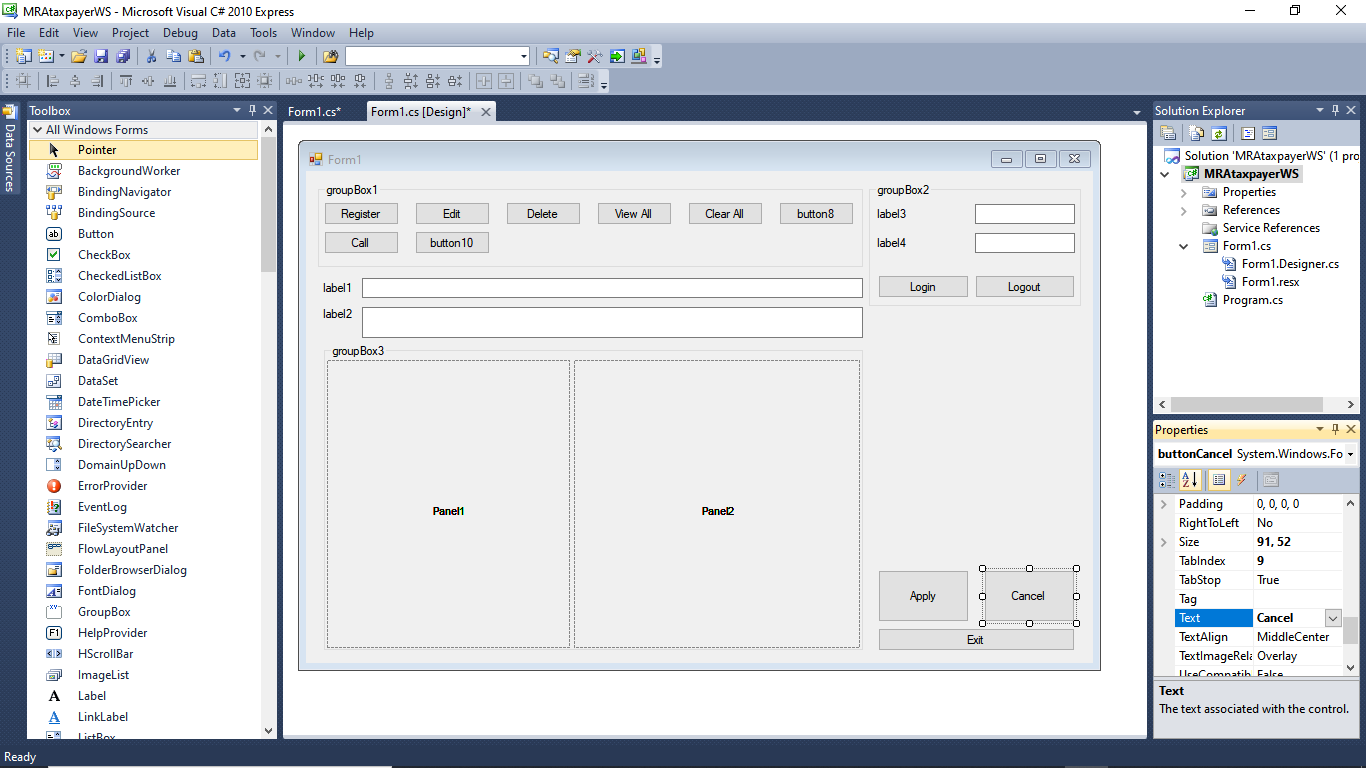 MRAtaxpayerWS - Microsoft Visual C# 2010 Express
File Edit View Project Debug Data Tools Window Help
Data Sources
Toolbox
All Windows Forms
Pointer
BackgroundWorker
BindingNavigator
BindingSource
Button
CheckBox
CheckedListBox
ColorDialog
ComboBox
ContextMenuStrip
DataGridView
DataSet
DateTimePicker
DirectoryEntry
DirectorySearcher
DomainUpDown
ErrorProvider
EventLog
FileSystemWatcher
FlowLayoutPanel
FolderBrowserDialog
FontDialog
GroupBox
HelpProvider
HScrollBar
ImageList
Label
LinkLabel
ListBox
Form1.cs* Form1.cs [Design]*
Form1
groupBox1
Register Edit Delete View All Clear All button8
Call button10
groupBox2
label3
label4
Login Logout
label1
label2
groupBox3
Panel1 Panel2
Apply Cancel
Exit
Solution Explorer
Solution 'MRAtaxpayerWS' (1 pro
MRAtaxpayerWS
Properties
References
Service References
Form1.cs
Form1.Designer.cs
Form1.resx
Program.cs
Properties
buttonCancel System.Windows.Fo
Padding 0, 0, 0, 0
RightToLeft No
Size 91, 52
TabIndex 9
TabStop True
Tag
Text Cancel
TextAlign MiddleCenter
TextImageRela Overlay
UseCompatib False
Text
The text associated with the control.
Ready